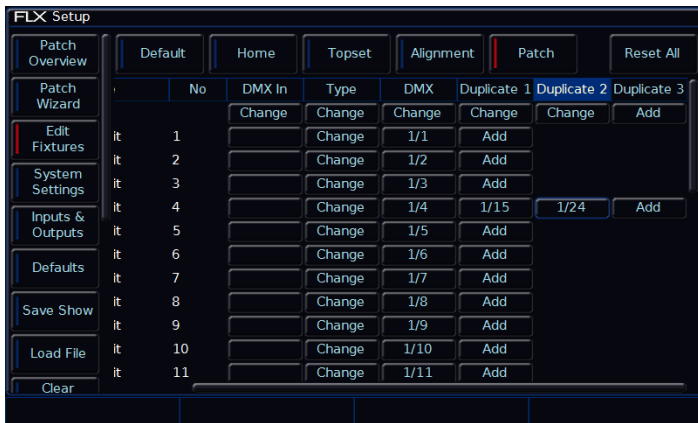 FLX Setup
Patch Overview
Default Home Topset Alignment Patch Reset All
Patch Wizard
No DMX In Type DMX Duplicate 1 Duplicate 2 Duplicate 3
Change Change Change Change Change Add
Edit Fixtures
it 1 Change 1/1 Add
it 2 Change 1/2 Add
System Settings
it 3 Change 1/3 Add
it 4 Change 1/4 1/15 1/24 Add
Inputs & Outputs
it 5 Change 1/5 Add
it 6 Change 1/6 Add
Defaults
it 7 Change 1/7 Add
it 8 Change 1/8 Add
Save Show
it 9 Change 1/9 Add
it 10 Change 1/10 Add
Load File
it 11 Change 1/11 Add
Clear